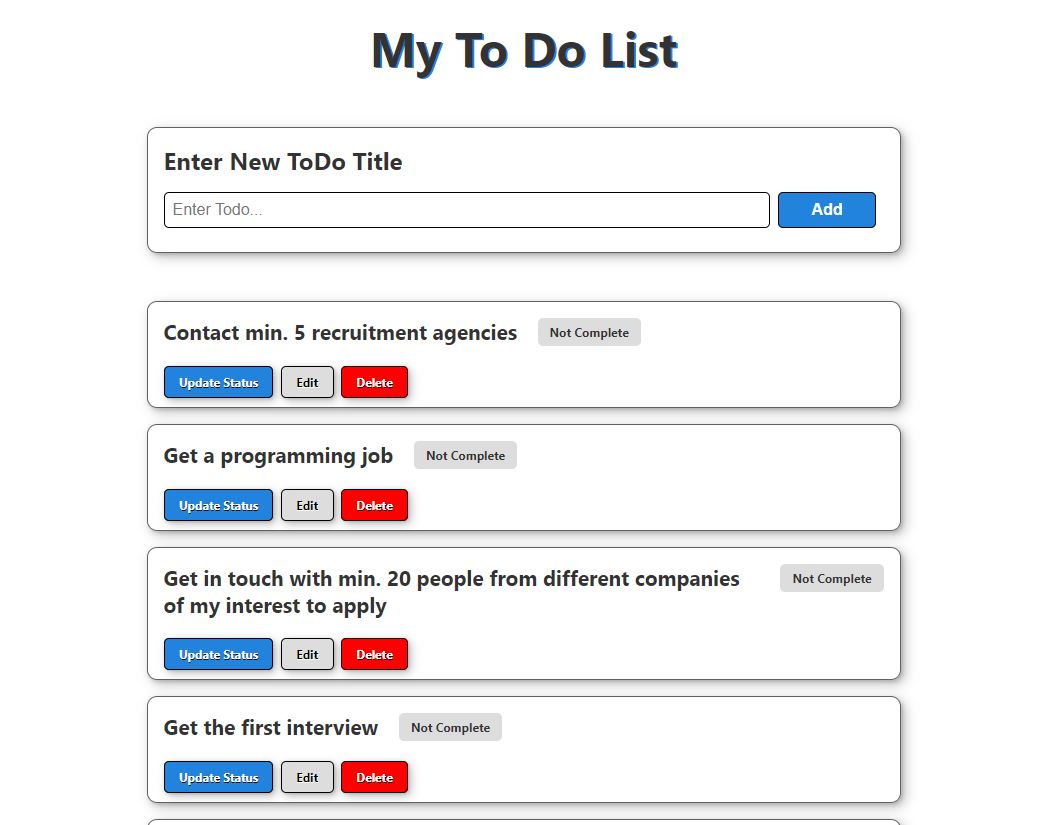 My To Do List
Enter New ToDo Title
Enter Todo...
Add
Contact min. 5 recruitment agencies
Not Complete
Update Status
Edit
Delete
Get a programming job
Not Complete
Update Status
Edit
Delete
Get in touch with min. 20 people from different companies
of my interest to apply
Not Complete
Update Status
Edit
Delete
Get the first interview
Not Complete
Update Status
Edit
Delete